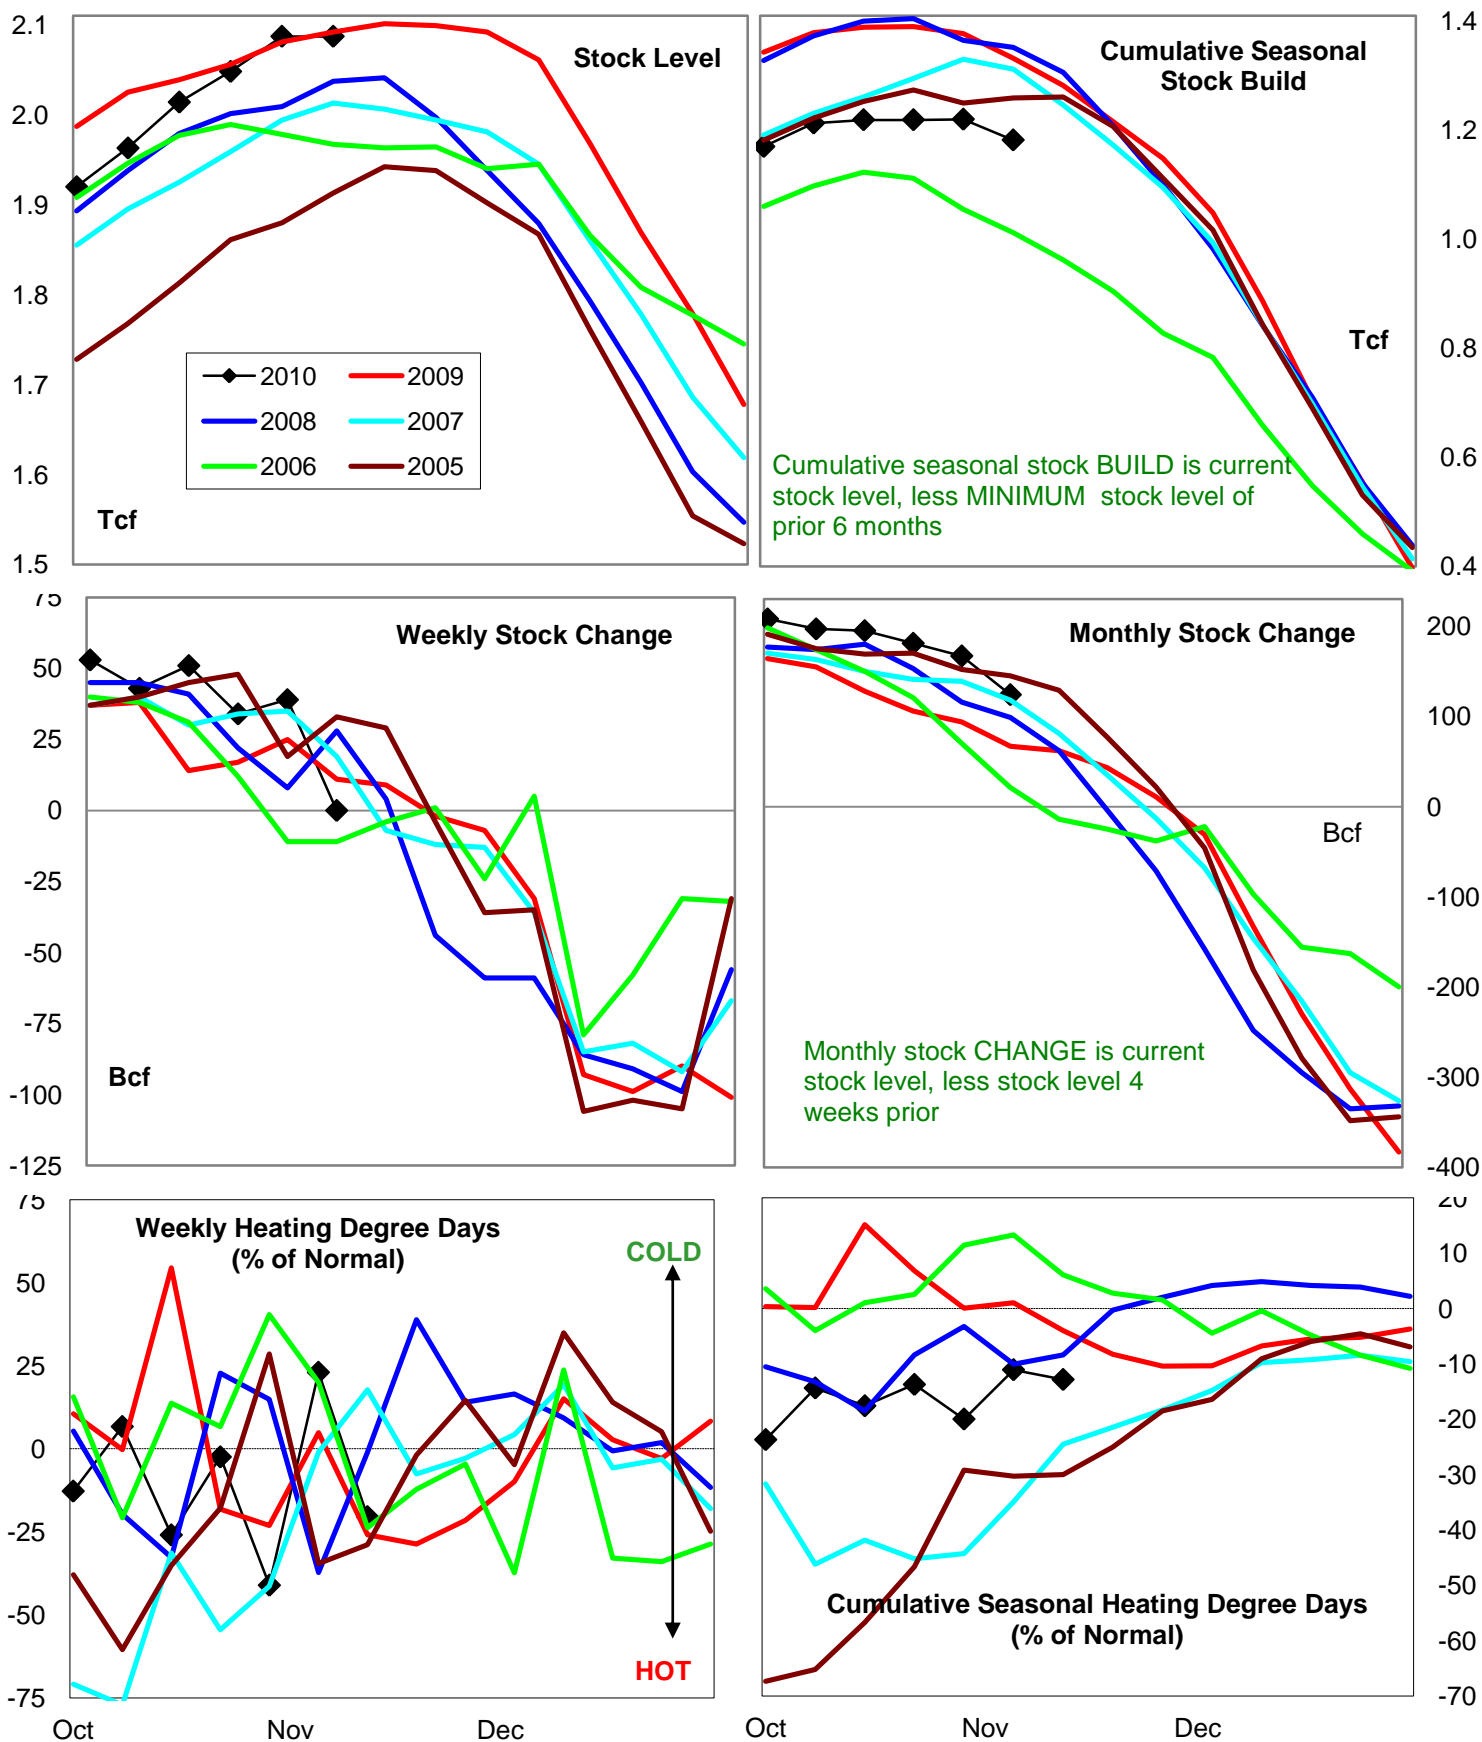 2.1
2.0
1.9
1.8
1.7
1.6
1.5
Stock Level
2010
2009
2008
2007
2006
2005
Tcf
Cumulative Seasonal
Stock Build
Tcf
Cumulative seasonal stock BUILD is current
stock level, less MINIMUM stock level of
prior 6 months
1.4
1.2
1.0
0.8
0.6
0.4
75
50
25
0
-25
-50
-75
-100
-125
Weekly Stock Change
Bcf
Monthly Stock Change
Bcf
Monthly stock CHANGE is current
stock level, less stock level 4
weeks prior
200
100
0
-100
-200
-300
-400
75
50
25
0
-25
-50
-75
Weekly Heating Degree Days
(% of Normal)
COLD
HOT
Oct
Nov
Dec
20
10
0
-10
-20
-30
-40
-50
-60
-70
Cumulative Seasonal Heating Degree Days
(% of Normal)
Oct
Nov
Dec